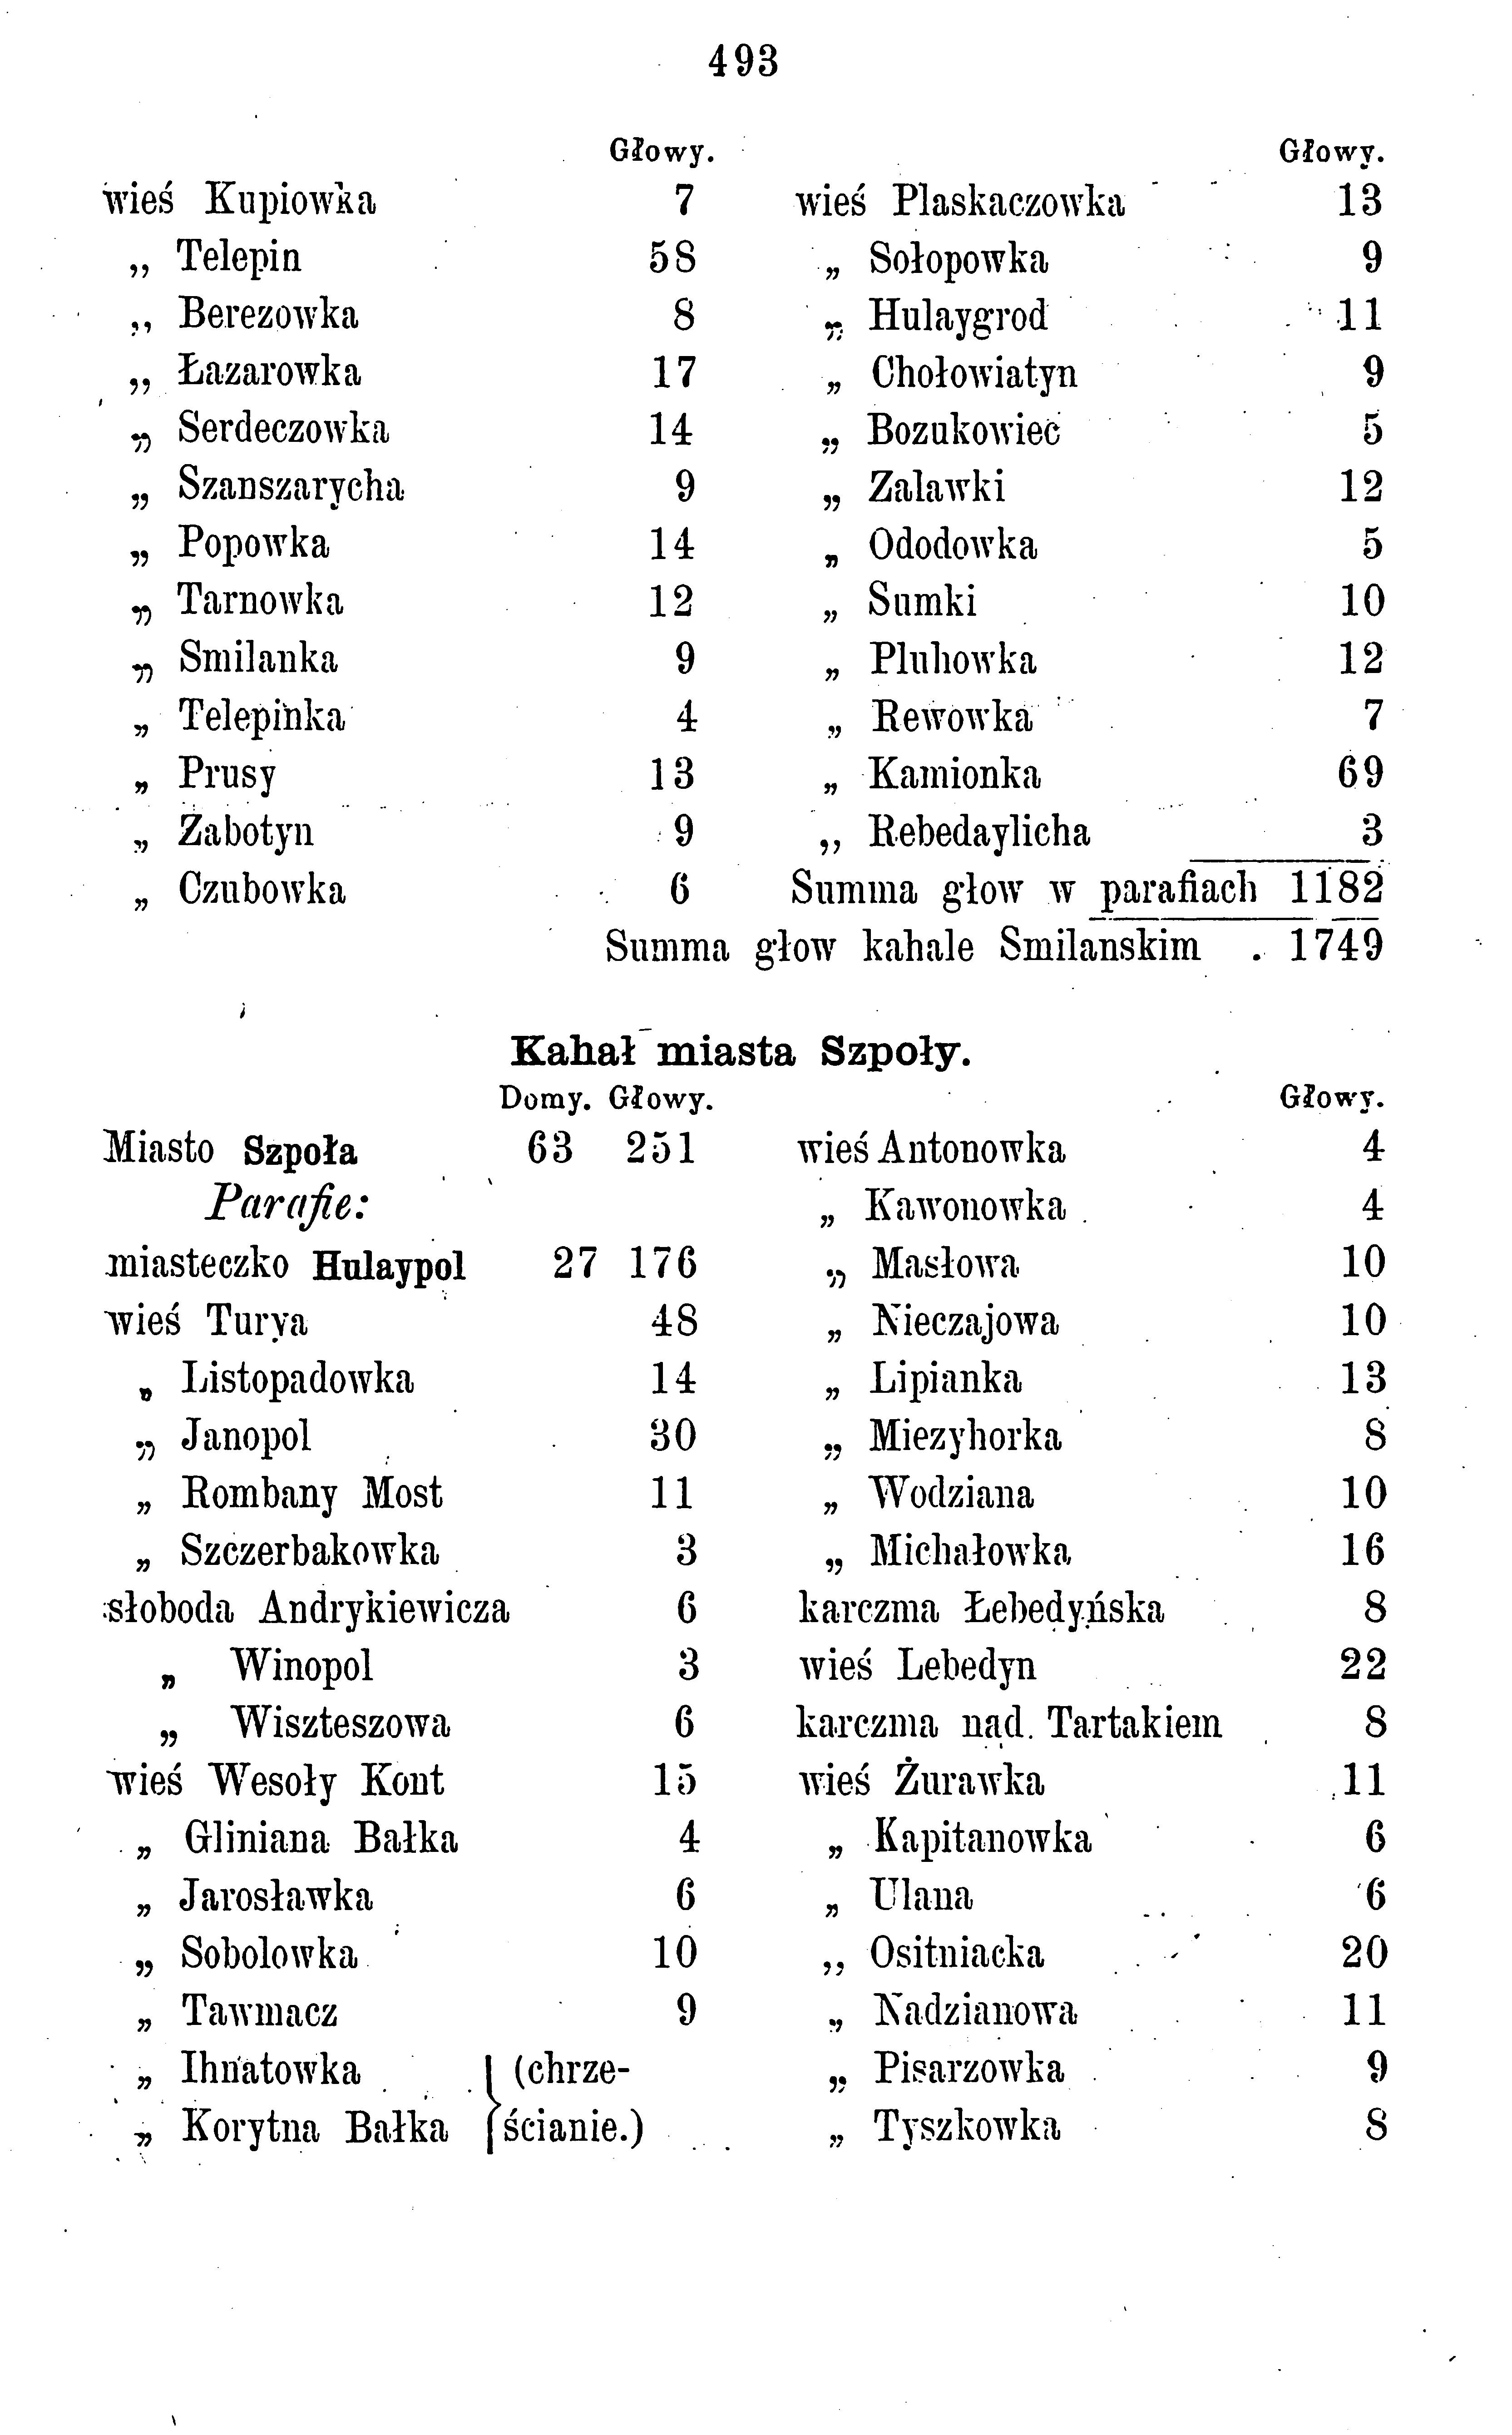 493
Głowy.
wieś Kupiowka 7
,, Telepin 58
,, Berezowka 8
,, Łazarowka 17
„ Serdeczowka 14
„ Szanszarycha 9
„ Popowka 14
„ Tarnowka 12
„ Smilanka 9
„ Telepinka 4
„ Prusy 13
„ Żabotyn 9
„ Czubowka 6
Głowy.
wieś Plaskaczowka 13
„ Sołopowka 9
„ Hulaygrod 11
„ Chołowiatyn 9
„ Bozukowiec 5
„ Zalawki 12
„ Ododowka 5
„ Sumki 10
„ Pluhowka 12
„ Rewowka 7
„ Kamionka 69
,, Rebedaylicha 3
Summa głow w parafiach 1182
Summa głow kahale Smilanskim . 1749
Kahał miasta Szpoły.
Domy. Głowy.
Miasto Szpoła 63 251
Parafie:
miasteczko Hulaypol 27 176
wieś Turya 48
„ Listopadowka 14
„ Janopol 30
„ Rombany Most 11
„ Szczerbakowka 3
słoboda Andrykiewicza 6
„ Winopol 3
„ Wiszteszowa 6
wieś Wesoły Kont 15
„ Gliniana Bałka 4
„ Jarosławka 6
„ Sobolowka 10
„ Tawmacz 9
„ Ihnatowka (chrze-
„ Korytna Bałka ścianie.)
Głowy.
wieś Antonowka 4
„ Kawonowka 4
„ Masłowa 10
„ Nieczajowa 10
„ Lipianka 13
„ Miezyhorka 8
„ Wodziana 10
„ Michałowka 16
karczma Łebedyńska 8
wieś Lebedyn 22
karczma nad Tartakiem 8
wieś Żurawka 11
„ Kapitanowka 6
„ Ulana 6
,, Ositniacka 20
„ Nadzianowa 11
„ Pisarzowka 9
„ Tyszkowka 8